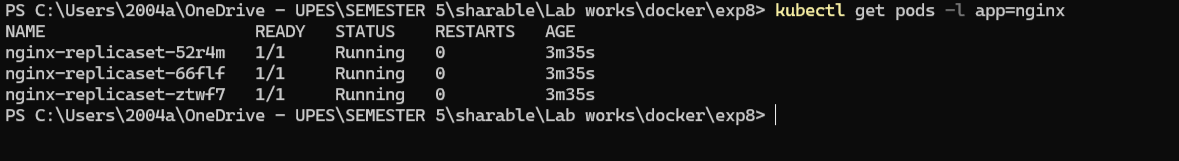 PS C:\Users\2004a\OneDrive - UPES\SEMESTER 5\sharable\Lab works\docker\exp8> kubectl get pods -l app=nginx
NAME READY STATUS RESTARTS AGE
nginx-replicaset-52r4m 1/1 Running 0 3m35s
nginx-replicaset-66flf 1/1 Running 0 3m35s
nginx-replicaset-ztwf7 1/1 Running 0 3m35s
PS C:\Users\2004a\OneDrive - UPES\SEMESTER 5\sharable\Lab works\docker\exp8>